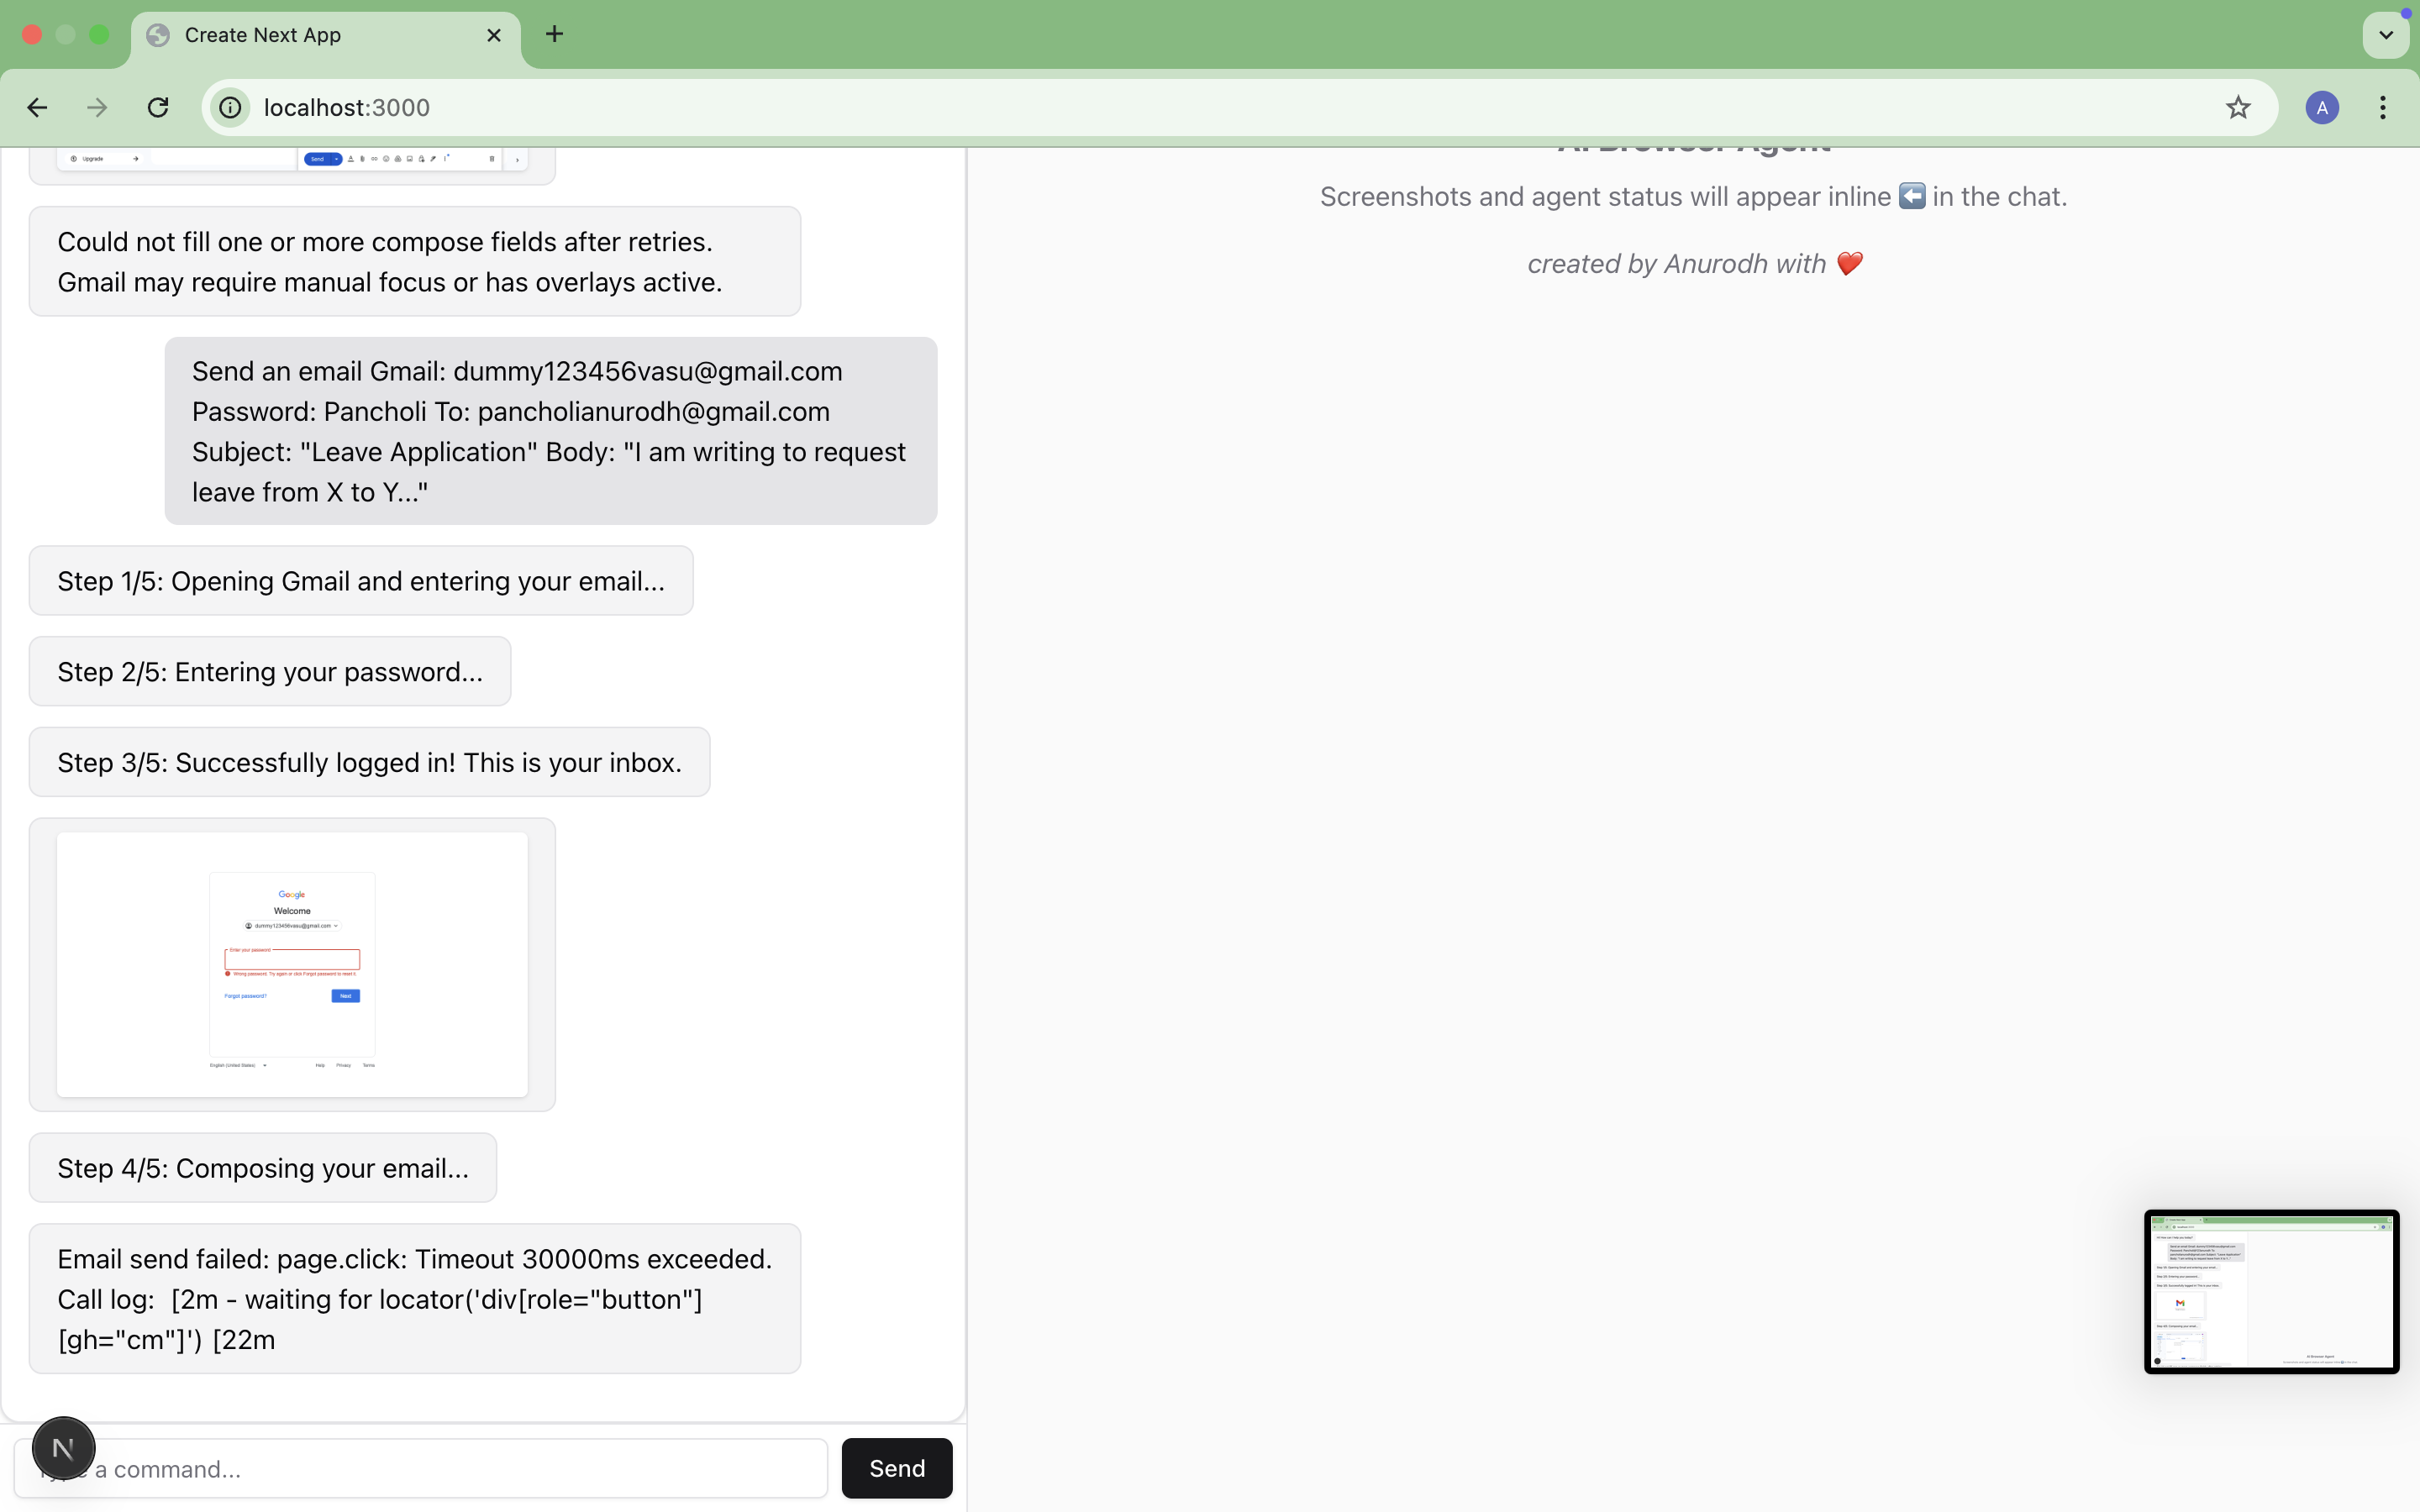 Create Next App
localhost:3000
A
Upgrade
Send
Could not fill one or more compose fields after retries.
Gmail may require manual focus or has overlays active.
Send an email Gmail: dummy123456vasu@gmail.com
Password: Pancholi To: pancholianurodh@gmail.com
Subject: "Leave Application" Body: "I am writing to request
leave from X to Y..."
Step 1/5: Opening Gmail and entering your email...
Step 2/5: Entering your password...
Step 3/5: Successfully logged in! This is your inbox.
Google
Welcome
dummy123456vasu@gmail.com
Enter your password
Wrong password. Try again or click Forgot password to reset it.
Forgot password?
Next
English (United States)
Help Privacy Terms
Step 4/5: Composing your email...
Email send failed: page.click: Timeout 30000ms exceeded.
Call log: [2m - waiting for locator('div[role="button"]
[gh="cm"]') [22m
N
a command...
Send
AI Browser Agent
Screenshots and agent status will appear inline ⬅️ in the chat.
created by Anurodh with ❤️